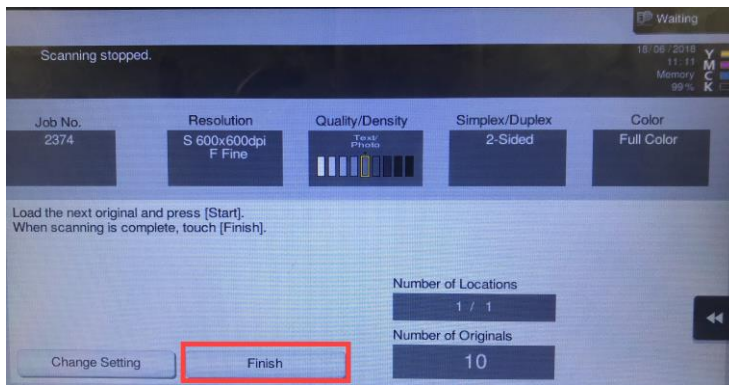 Waiting
Scanning stopped.
18/06/2018
11:11
Memory
99%
Y
M
C
K
Job No.
2374
Resolution
S 600x600dpi
F Fine
Quality/Density
Text/
Photo
Simplex/Duplex
2-Sided
Color
Full Color
Load the next original and press [Start].
When scanning is complete, touch [Finish].
Number of Locations
1 / 1
Number of Originals
10
Change Setting
Finish